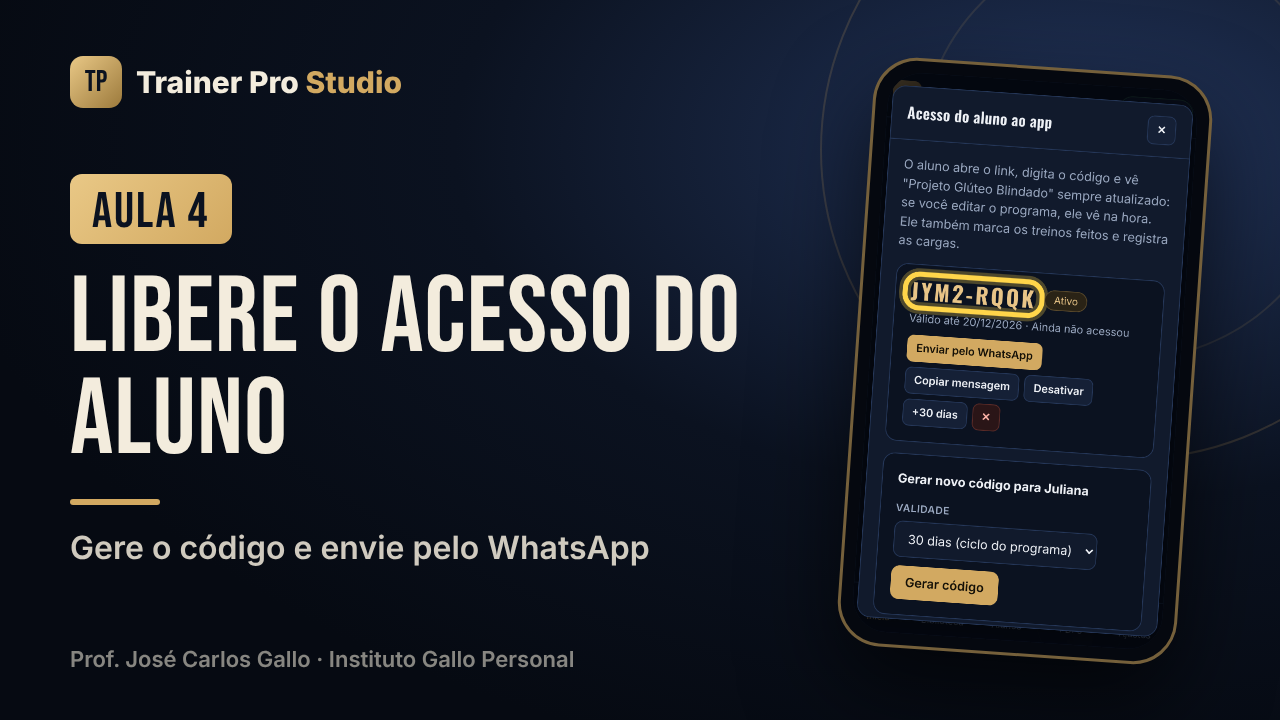 TP
Trainer Pro Studio
AULA 4
LIBERE O ACESSO DO
ALUNO
Gere o código e envie pelo WhatsApp
Prof. José Carlos Gallo · Instituto Gallo Personal
Acesso do aluno ao app
×
O aluno abre o link, digita o código e vê
"Projeto Glúteo Blindado" sempre atualizado:
se você editar o programa, ele vê na hora.
Ele também marca os treinos feitos e registra
as cargas.
JYM2-RQQK
Ativo
Válido até 20/12/2026 · Ainda não acessou
Enviar pelo WhatsApp
Copiar mensagem
Desativar
+30 dias
×
Gerar novo código para Juliana
VALIDADE
30 dias (ciclo do programa)
Gerar código